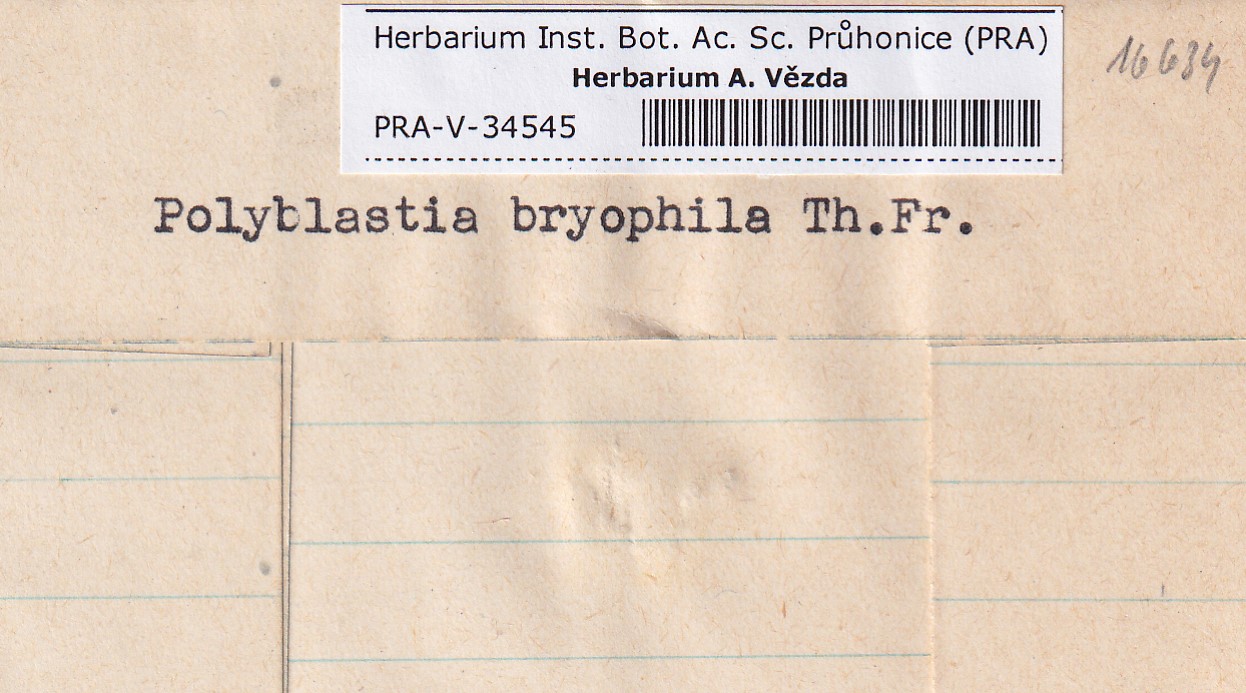 Herbarium Inst. Bot. Ac. Sc. Průhonice (PRA)
Herbarium A. Vězda
PRA-V-34545
16634
Polyblastia bryophila Th.Fr.